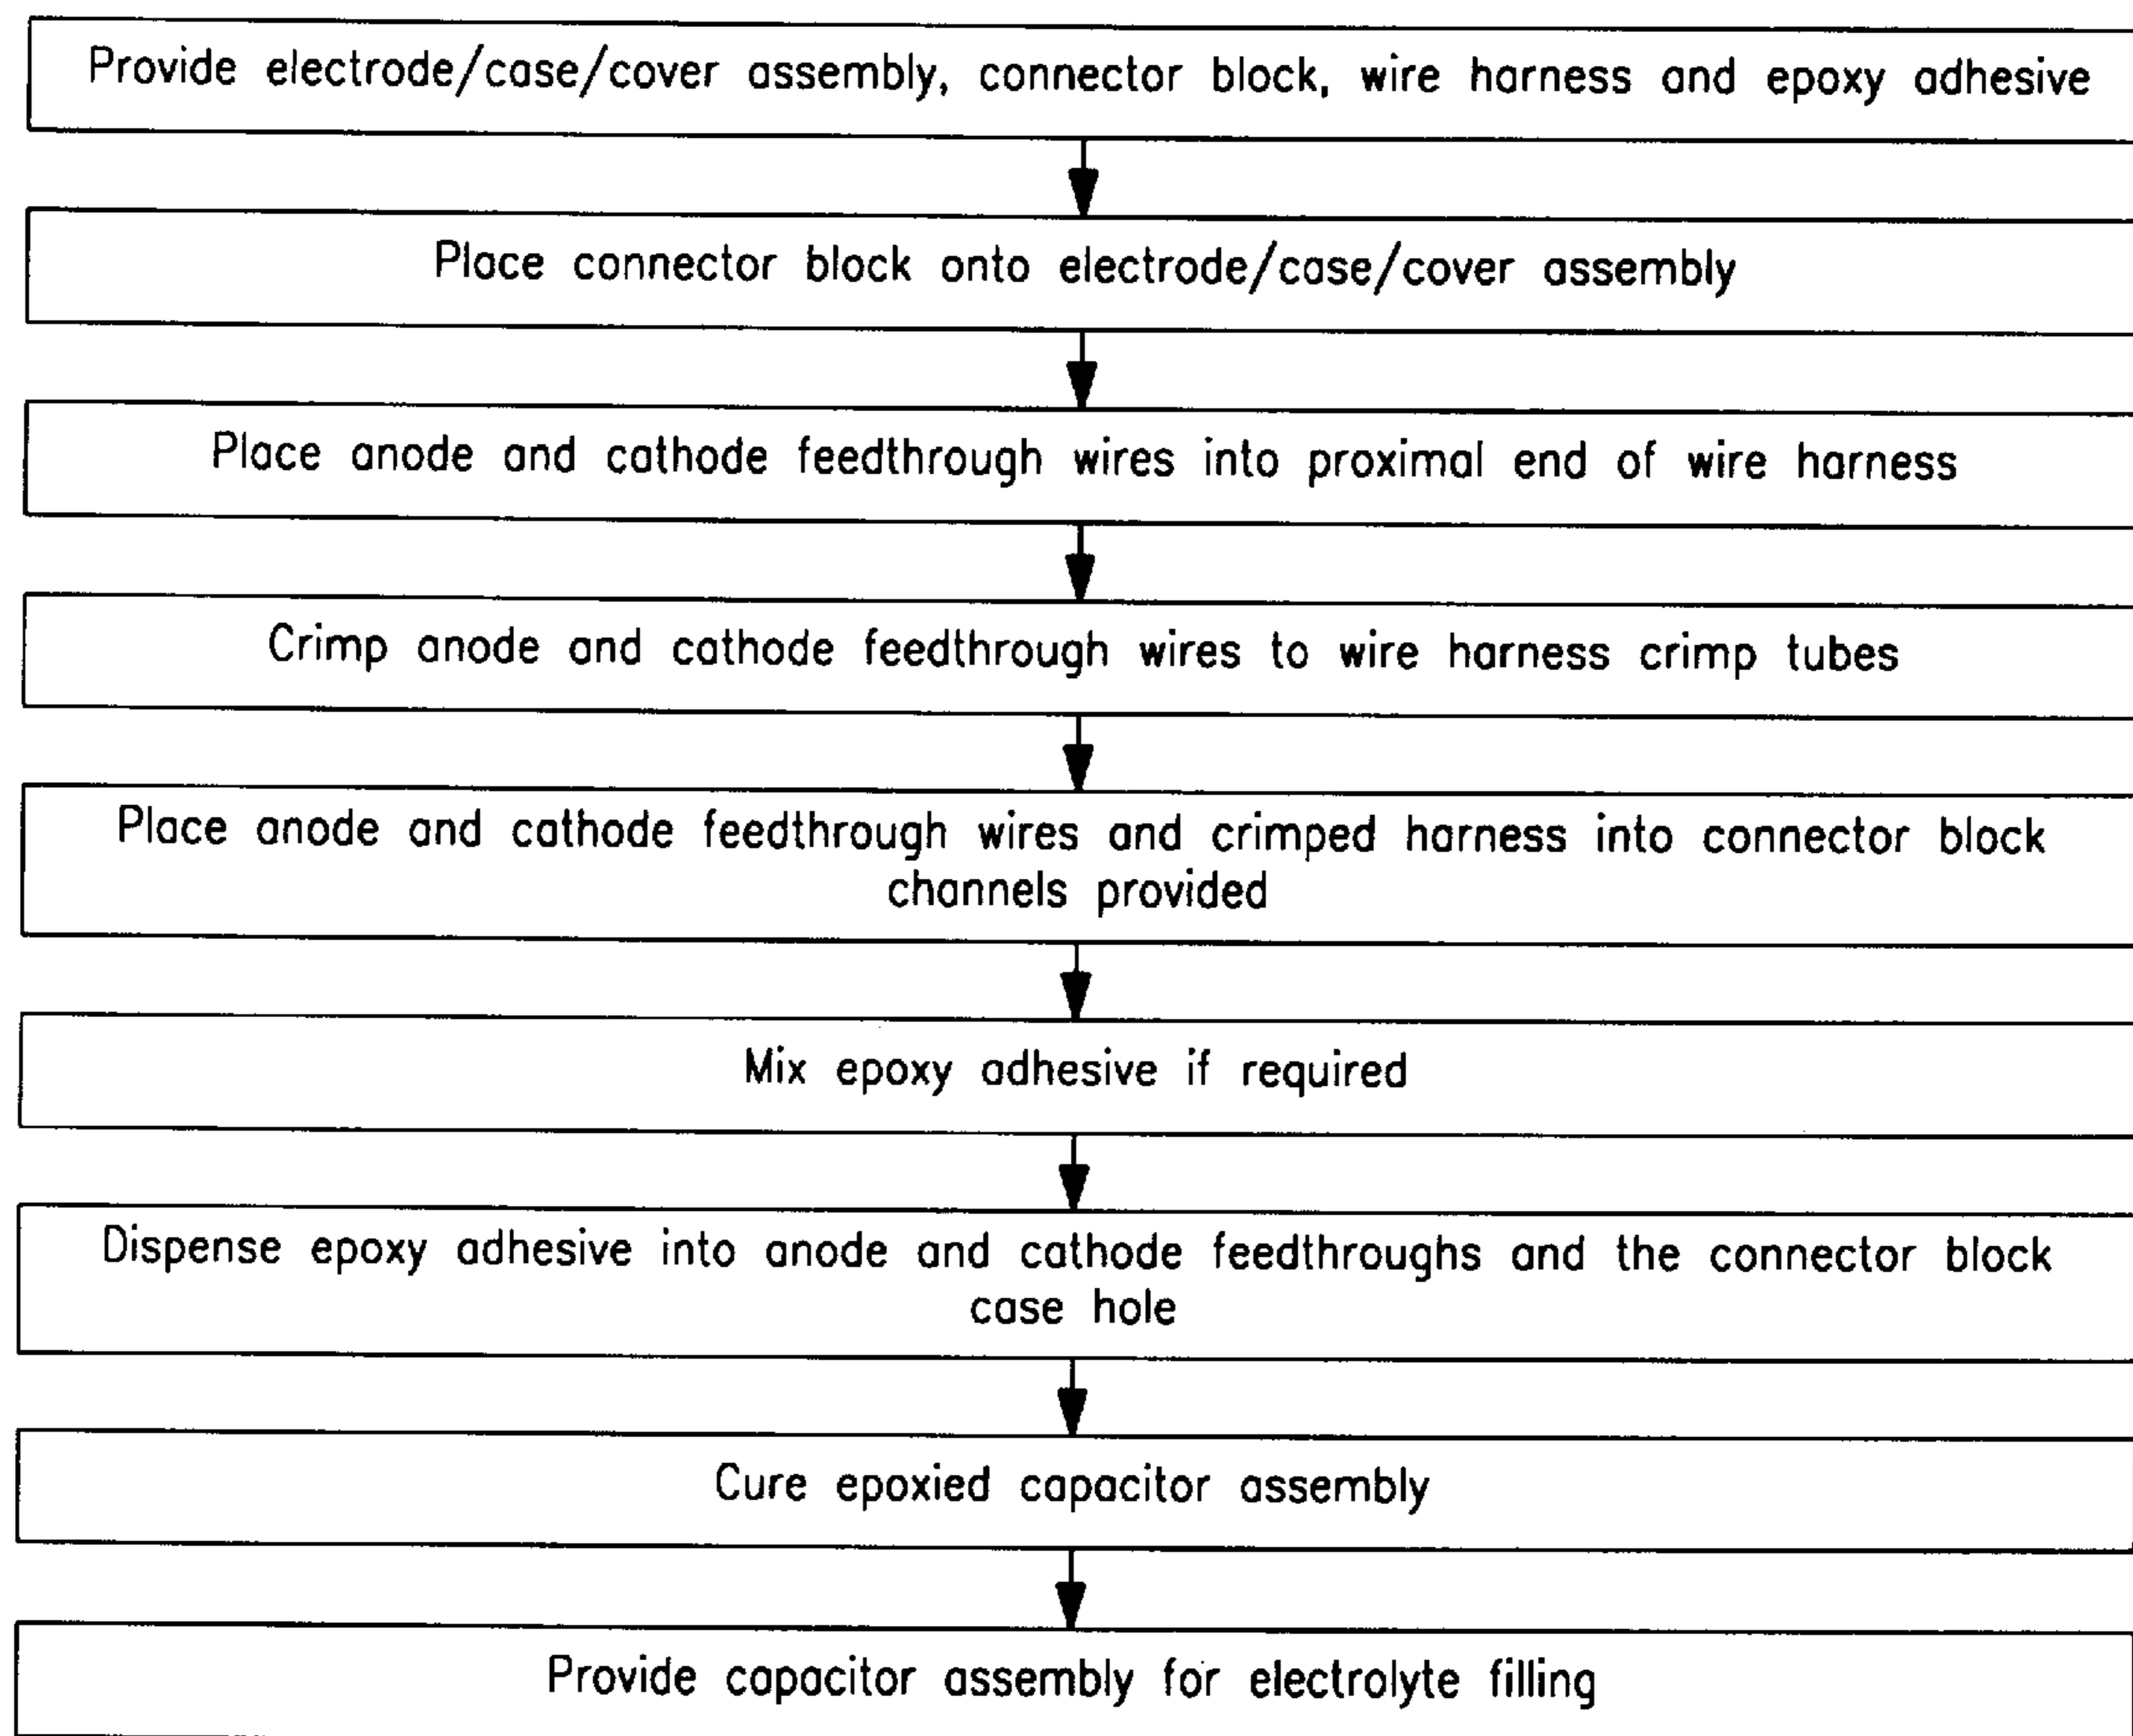 Provide electrode/case/cover assembly, connector block, wire harness and epoxy adhesive
Place connector block onto electrode/case/cover assembly
Place anode and cathode feedthrough wires into proximal end of wire harness
Crimp anode and cathode feedthrough wires to wire harness crimp tubes
Place anode and cathode feedthrough wires and crimped harness into connector block
channels provided
Mix epoxy adhesive if required
Dispense epoxy adhesive into anode and cathode feedthroughs and the connector block
case hole
Cure epoxied capacitor assembly
Provide capacitor assembly for electrolyte filling